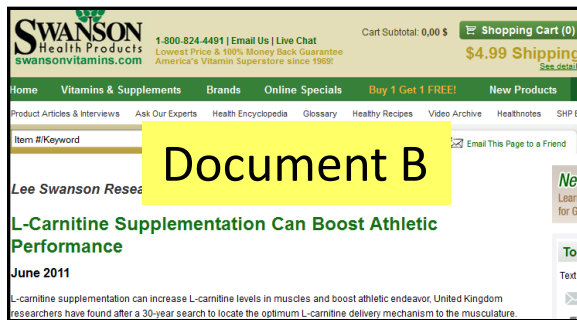 SWANSON
Health Products
swansonvitamins.com
1-800-824-4491 | Email Us | Live Chat
Lowest Price & 100% Money Back Guarantee
America's Vitamin Superstore since 1969!
Cart Subtotal: 0,00 $
Shopping Cart (0)
$4.99 Shipping
See detail
Home Vitamins & Supplements Brands Online Specials Buy 1 Get 1 FREE! New Products
Product Articles & Interviews Ask Our Experts Health Encyclopedia Glossary Healthy Recipes Video Archive Healthnotes SHP
Item #/Keyword
Email This Page to a Friend
Document B
Lee Swanson Resea
L-Carnitine Supplementation Can Boost Athletic
Performance
June 2011
L-carnitine supplementation can increase L-carnitine levels in muscles and boost athletic endeavor, United Kingdom
researchers have found after a 30-year search to locate the optimum L-carnitine delivery mechanism to the musculature.
Ne
Lear
for G
To
Text